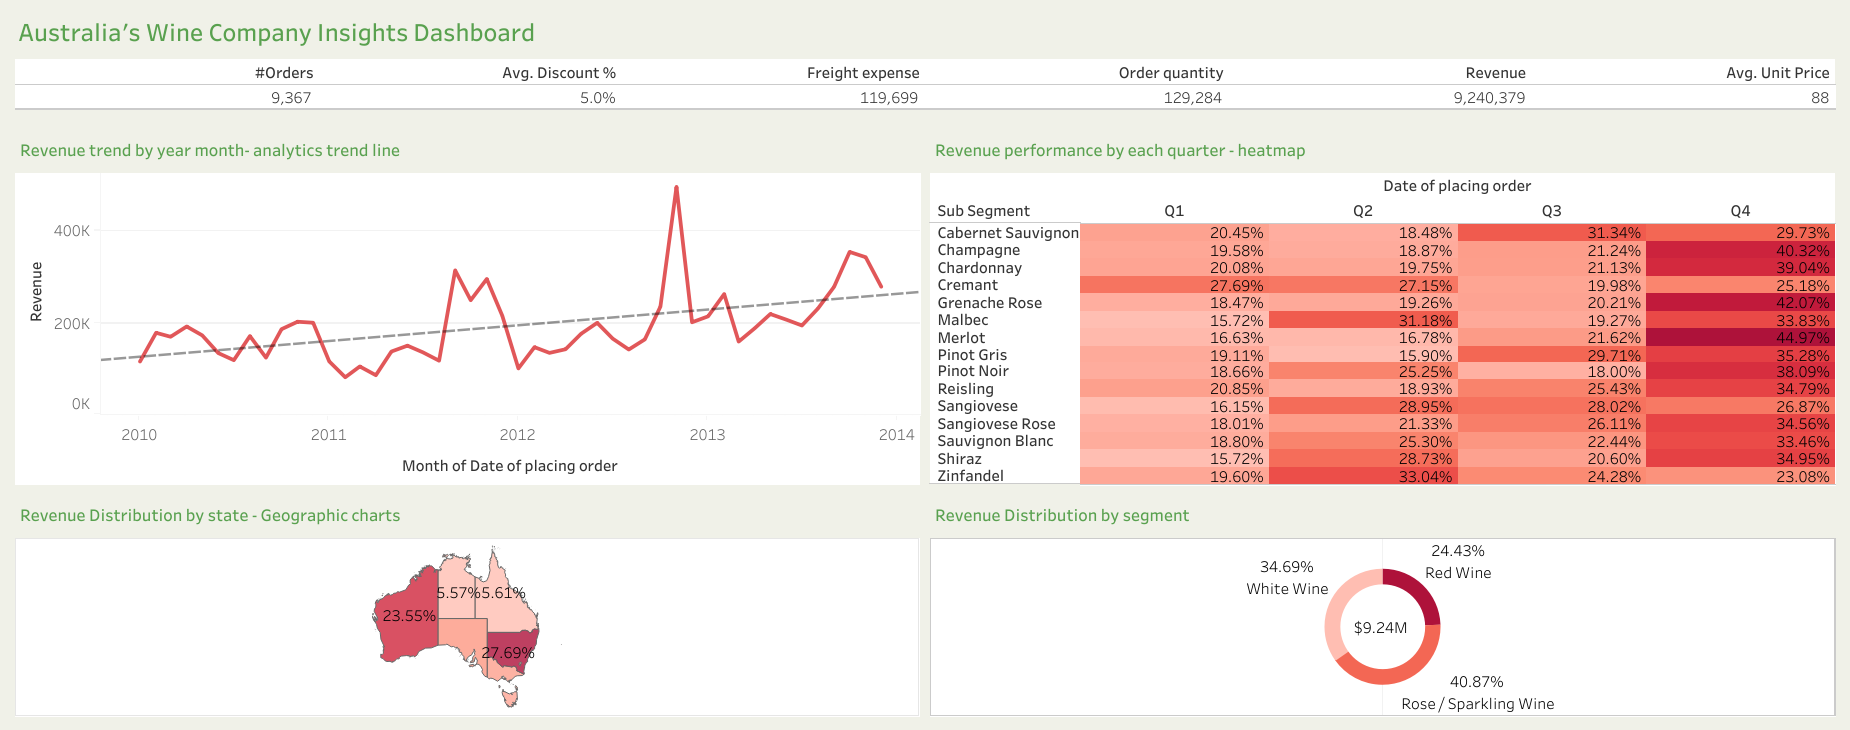 Australia's Wine Company Insights Dashboard
#Orders Avg. Discount % Freight expense Order quantity Revenue Avg. Unit Price
9,367 5.0% 119,699 129,284 9,240,379 88
Revenue trend by year month- analytics trend line
Revenue
400K
200K
0K
2010 2011 2012 2013 2014
Month of Date of placing order
Revenue performance by each quarter - heatmap
Date of placing order
Sub Segment Q1 Q2 Q3 Q4
Cabernet Sauvignon 20.45% 18.48% 31.34% 29.73%
Champagne 19.58% 18.87% 21.24% 40.32%
Chardonnay 20.08% 19.75% 21.13% 39.04%
Cremant 27.69% 27.15% 19.98% 25.18%
Grenache Rose 18.47% 19.26% 20.21% 42.07%
Malbec 15.72% 31.18% 19.27% 33.83%
Merlot 16.63% 16.78% 21.62% 44.97%
Pinot Gris 19.11% 15.90% 29.71% 35.28%
Pinot Noir 18.66% 25.25% 18.00% 38.09%
Reisling 20.85% 18.93% 25.43% 34.79%
Sangiovese 16.15% 28.95% 28.02% 26.87%
Sangiovese Rose 18.01% 21.33% 26.11% 34.56%
Sauvignon Blanc 18.80% 25.30% 22.44% 33.46%
Shiraz 15.72% 28.73% 20.60% 34.95%
Zinfandel 19.60% 33.04% 24.28% 23.08%
Revenue Distribution by state - Geographic charts
5.57% 5.61%
23.55%
27.69%
Revenue Distribution by segment
24.43%
Red Wine
34.69%
White Wine
$9.24M
40.87%
Rose / Sparkling Wine